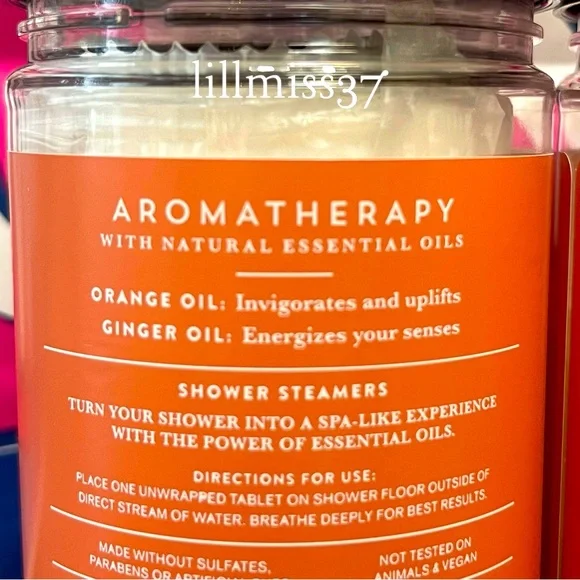 lillmiss37
AROMATHERAPY
WITH NATURAL ESSENTIAL OILS
ORANGE OIL: Invigorates and uplifts
GINGER OIL: Energizes your senses
SHOWER STEAMERS
TURN YOUR SHOWER INTO A SPA-LIKE EXPERIENCE
WITH THE POWER OF ESSENTIAL OILS.
DIRECTIONS FOR USE:
PLACE ONE UNWRAPPED TABLET ON SHOWER FLOOR OUTSIDE OF
DIRECT STREAM OF WATER. BREATHE DEEPLY FOR BEST RESULTS.
MADE WITHOUT SULFATES,
PARABENS OR
NOT TESTED ON
ANIMALS & VEGAN